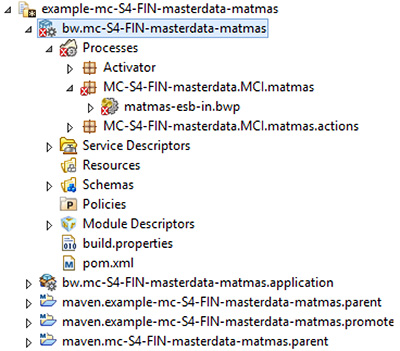 example-mc-S4-FIN-masterdata-matmas
bw.mc-S4-FIN-masterdata-matmas
Processes
Activator
MC-S4-FIN-masterdata.MCI.matmas
matmas-esb-in.bwp
MC-S4-FIN-masterdata.MCI.matmas.actions
Service Descriptors
Resources
Schemas
Policies
Module Descriptors
build.properties
pom.xml
bw.mc-S4-FIN-masterdata-matmas.application
maven.example-mc-S4-FIN-masterdata-matmas.parent
maven.example-mc-S4-FIN-masterdata-matmas.promote
maven.mc-S4-FIN-masterdata-matmas.parent